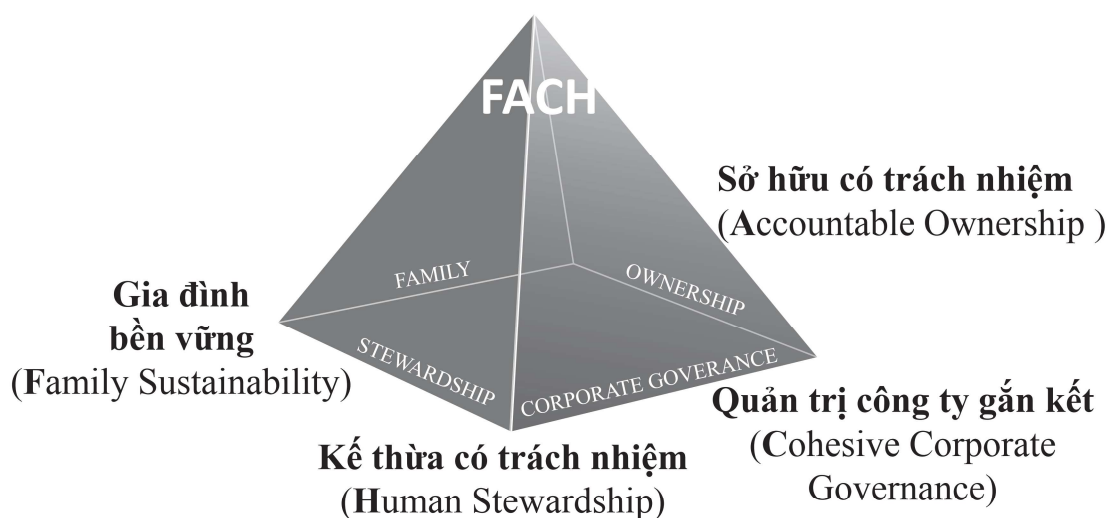 FACH
Sở hữu có trách nhiệm
(Accountable Ownership )
FAMILY
OWNERSHIP
Gia đình
bền vững
(Family Sustainability)
STEWARDSHIP
CORPORATE GOVERANCE
Quản trị công ty gắn kết
(Cohesive Corporate
Governance)
Kế thừa có trách nhiệm
(Human Stewardship)